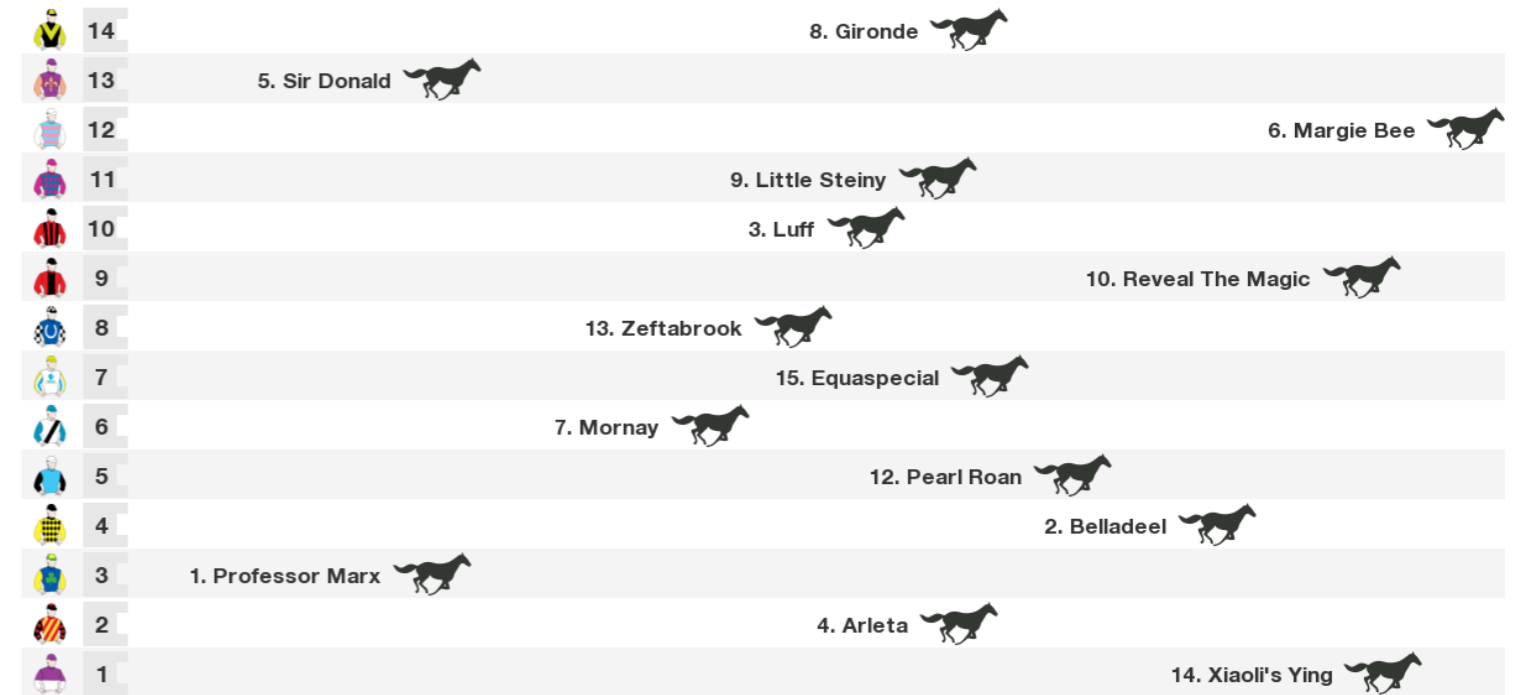 14 8. Gironde
13 5. Sir Donald
12 6. Margie Bee
11 9. Little Steiny
10 3. Luff
9 10. Reveal The Magic
8 13. Zeftabrook
7 15. Equaspecial
6 7. Mornay
5 12. Pearl Roan
4 2. Belladeel
3 1. Professor Marx
2 4. Arleta
1 14. Xiaoli's Ying